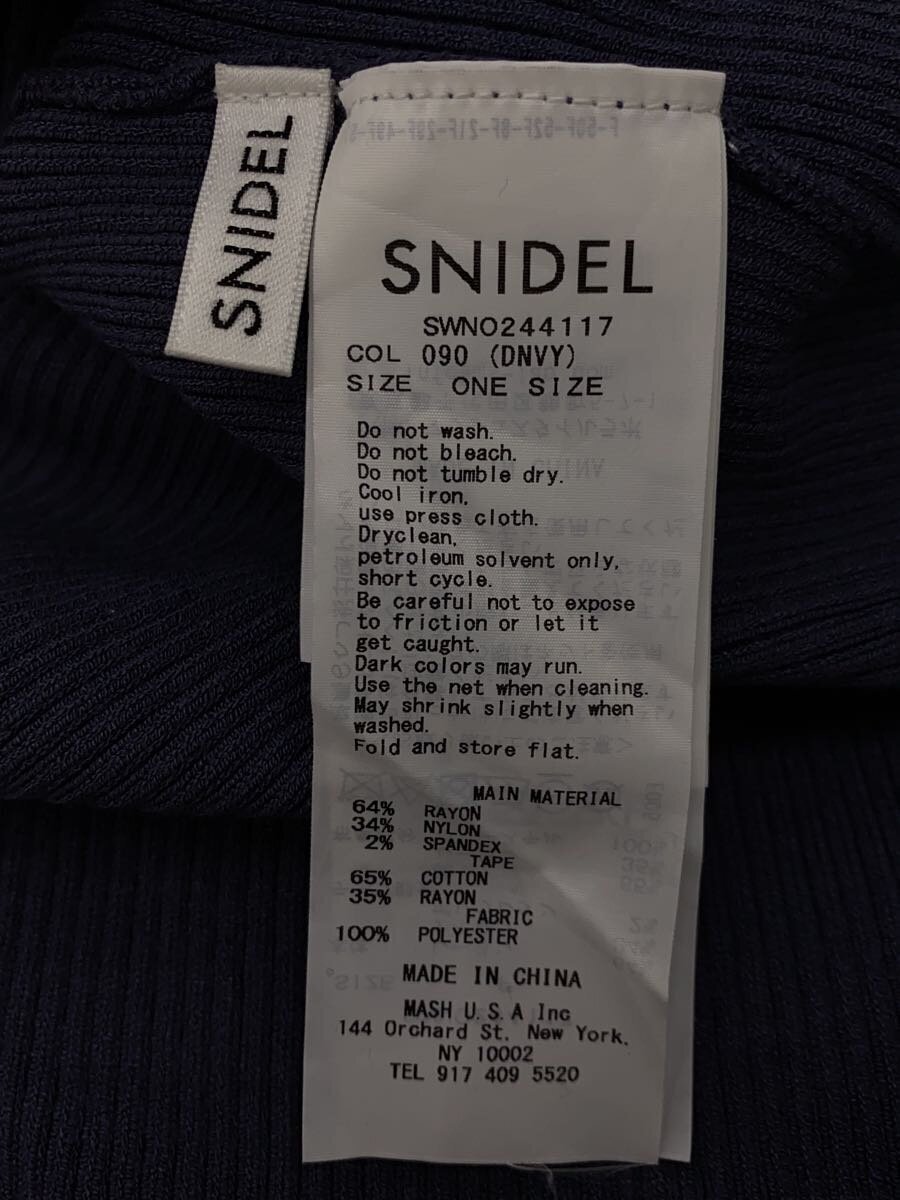 SNIDEL
SNIDEL
SWNO244117
COL 090 (DNVY)
SIZE ONE SIZE
Do not wash.
Do not bleach.
Do not tumble dry.
Cool iron,
use press cloth.
Dryclean,
petroleum solvent only,
short cycle.
Be careful not to expose
to friction or let it
get caught.
Dark colors may run.
Use the net when cleaning.
May shrink slightly when
washed.
Fold and store flat.
MAIN MATERIAL
64% RAYON
34% NYLON
2% SPANDEX
TAPE
65% COTTON
35% RAYON
FABRIC
100% POLYESTER
MADE IN CHINA
MASH U.S.A Inc
144 Orchard St. New York.
NY 10002
TEL 917 409 5520